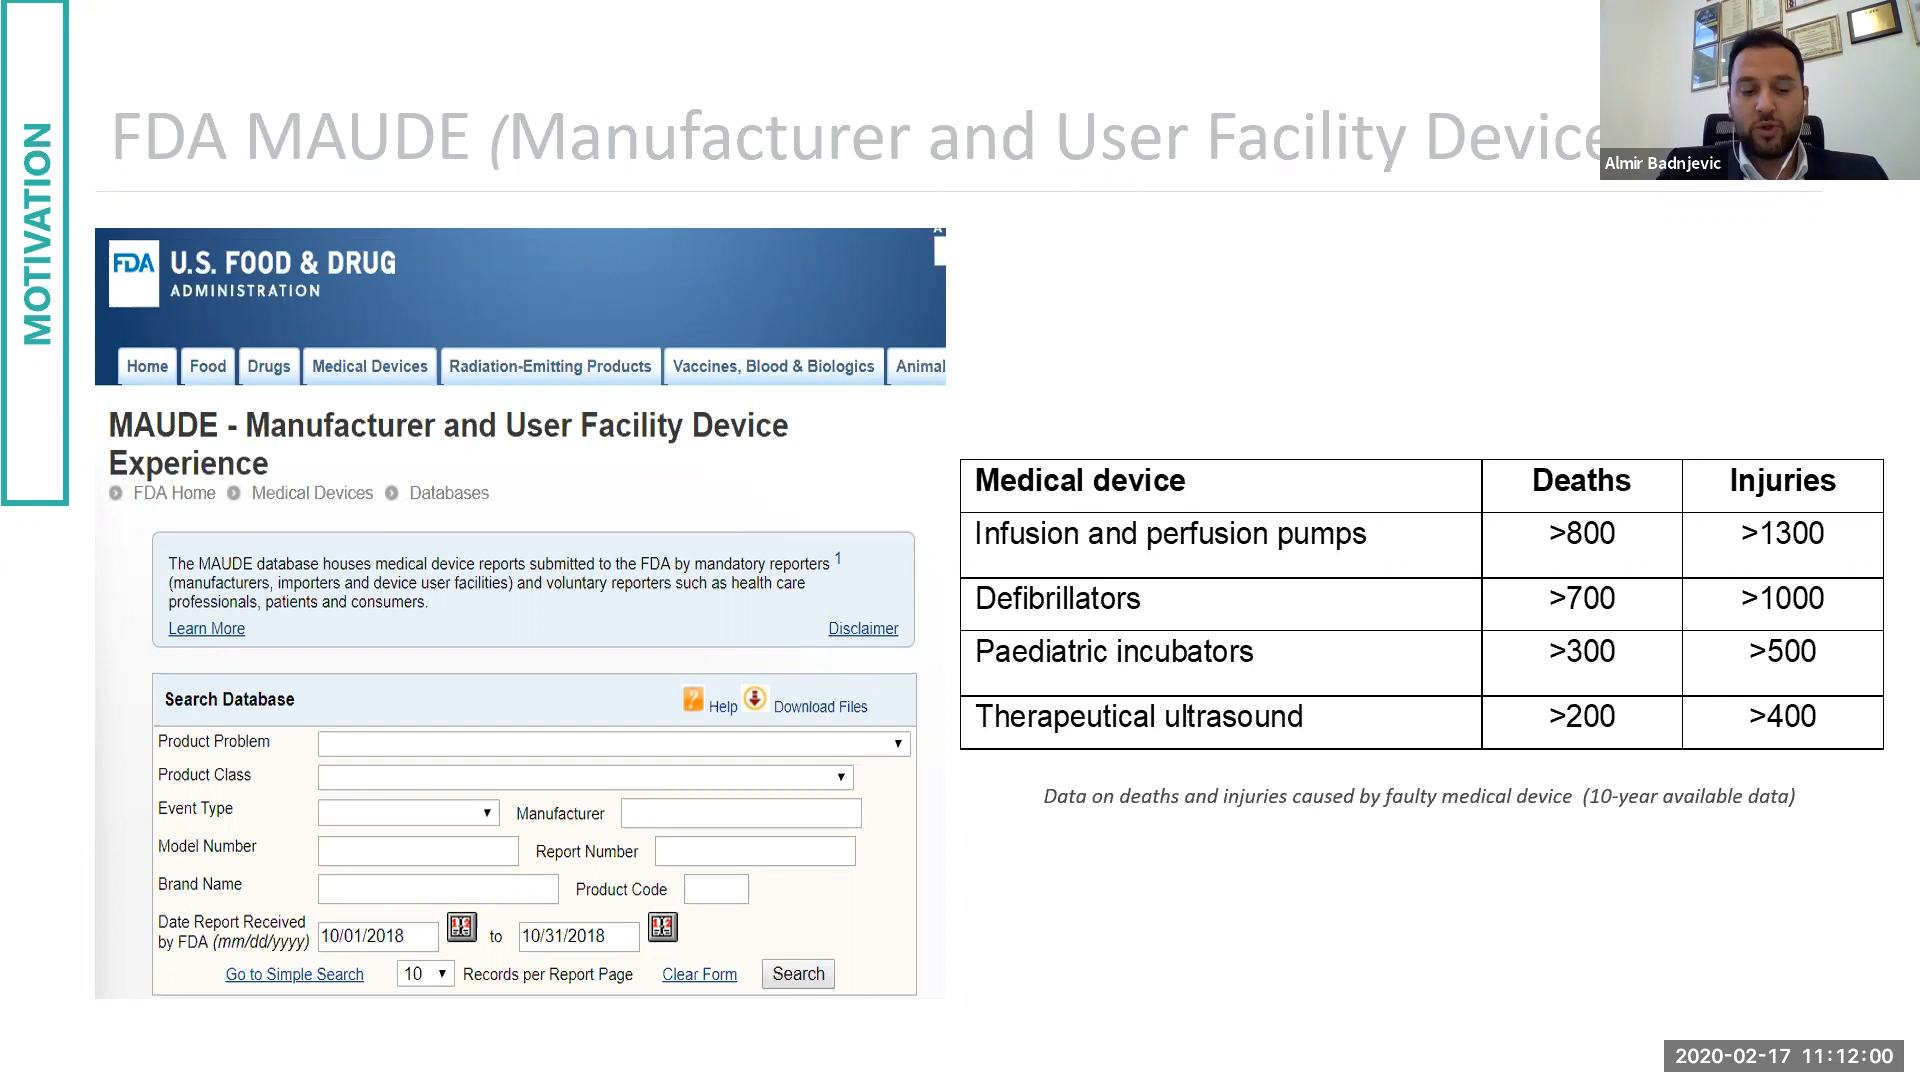 MOTIVATION
FDA MAUDE (Manufacturer and User Facility Device
Almir Badnjevic
FDA
U.S. FOOD & DRUG
ADMINISTRATION
Home
Food
Drugs
Medical Devices
Radiation-Emitting Products
Vaccines, Blood & Biologics
Animal
MAUDE - Manufacturer and User Facility Device
Experience
FDA Home
Medical Devices
Databases
The MAUDE database houses medical device reports submitted to the FDA by mandatory reporters 1
(manufacturers, importers and device user facilities) and voluntary reporters such as health care
professionals, patients and consumers.
Learn More
Disclaimer
Search Database
? Help
Download Files
Product Problem
Product Class
Event Type
Manufacturer
Model Number
Report Number
Brand Name
Product Code
Date Report Received
by FDA (mm/dd/yyyy)
10/01/2018
to
10/31/2018
Go to Simple Search
10
Records per Report Page
Clear Form
Search
Medical device Deaths Injuries
Infusion and perfusion pumps >800 >1300
Defibrillators >700 >1000
Paediatric incubators >300 >500
Therapeutical ultrasound >200 >400
Data on deaths and injuries caused by faulty medical device (10-year available data)
2020-02-17 11:12:00